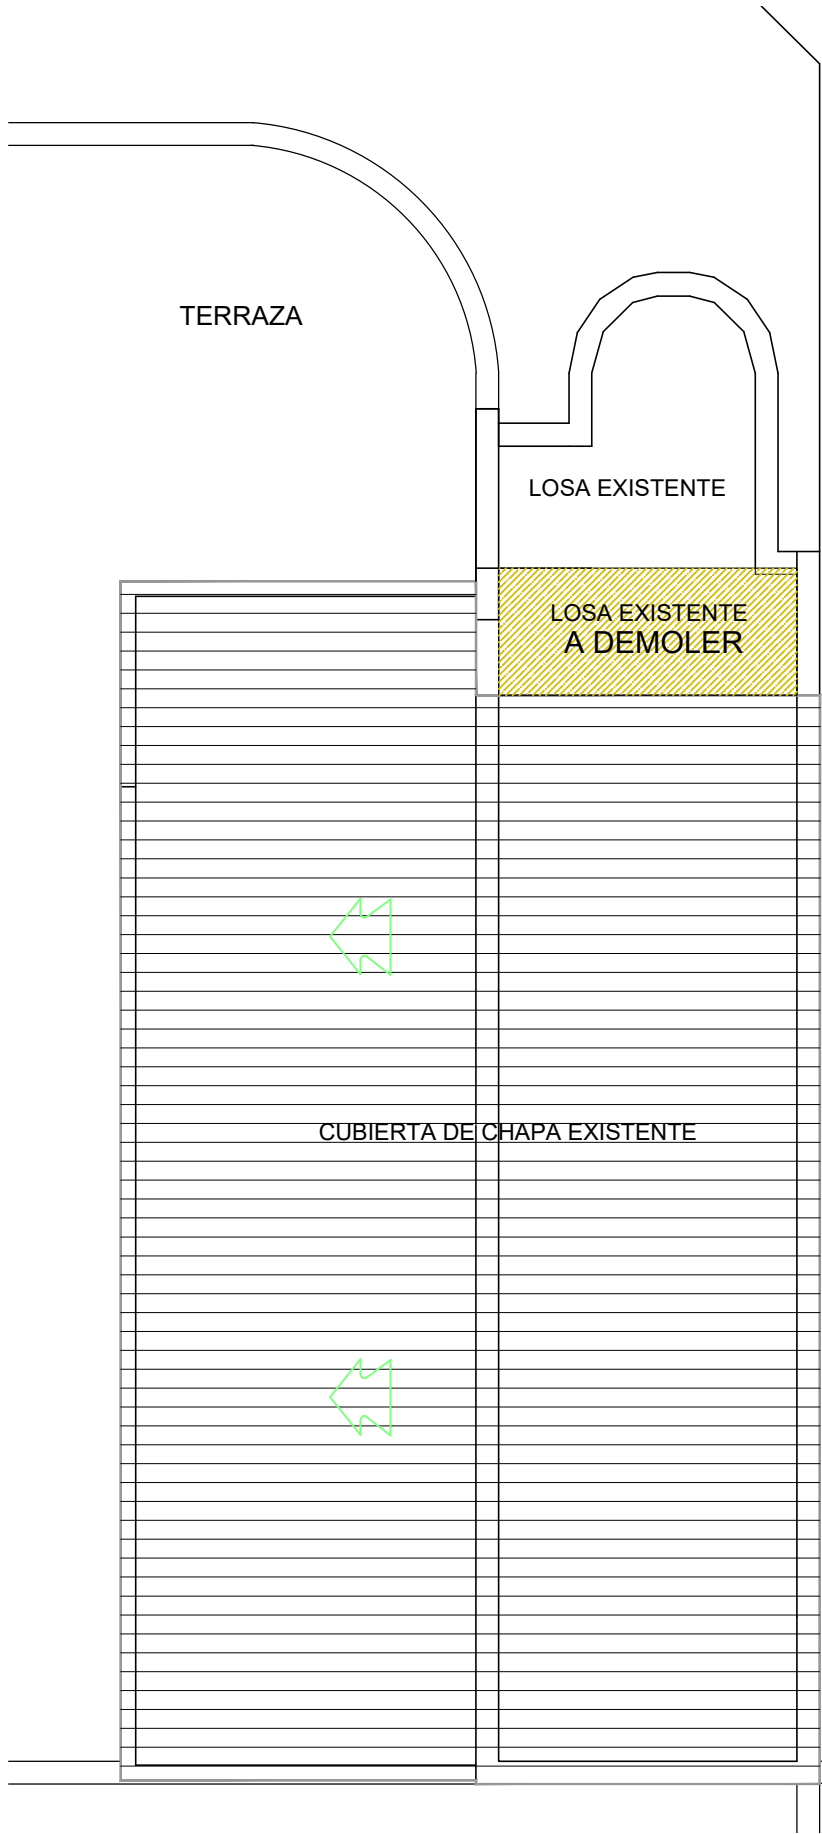 TERRAZA
LOSA EXISTENTE
LOSA EXISTENTE
A DEMOLER
CUBIERTA DE CHAPA EXISTENTE